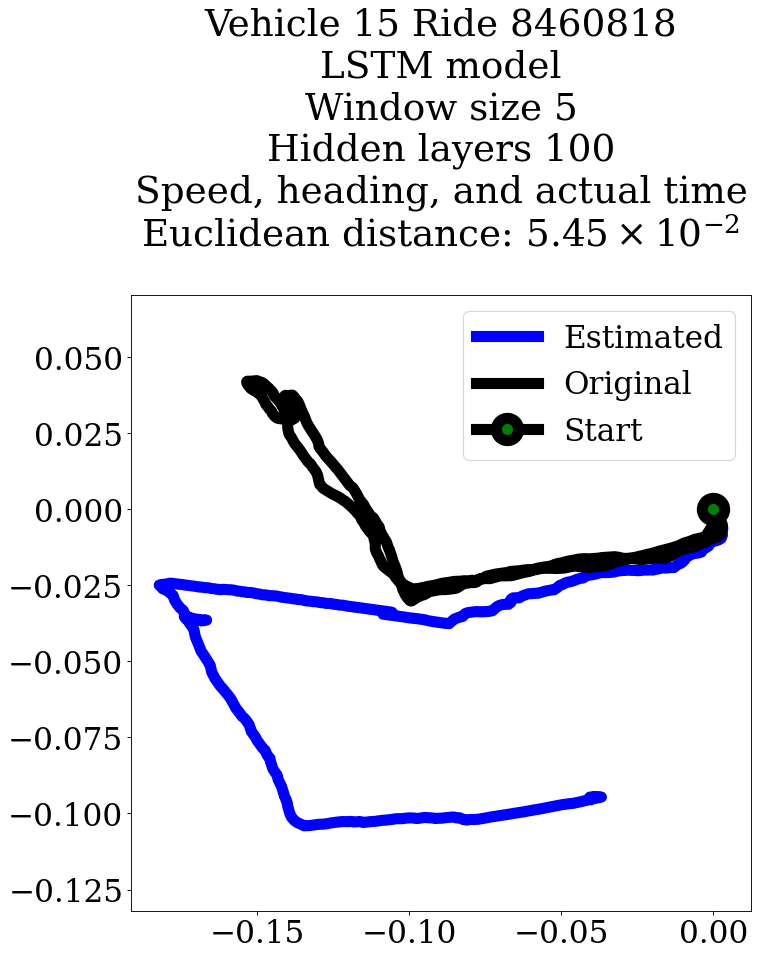 Vehicle 15 Ride 8460818
LSTM model
Window size 5
Hidden layers 100
Speed, heading, and actual time
Euclidean distance: 5.45 × 10⁻²
Estimated
Original
Start
0.050
0.025
0.000
−0.025
−0.050
−0.075
−0.100
−0.125
−0.15 −0.10 −0.05 0.00